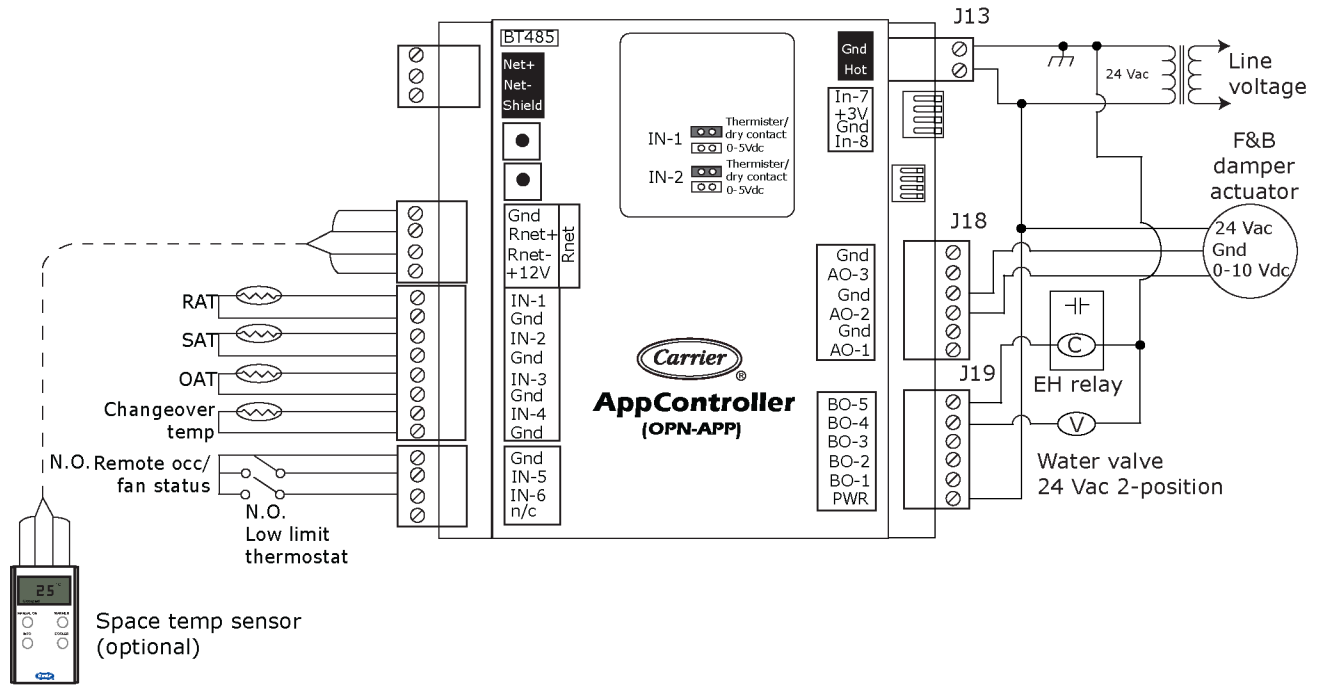 J13
BT485
Net+
Net-
Shield
Gnd
Hot
24 Vac
Line
voltage
In-7
+3V
Gnd
In-8
IN-1
Thermister/
dry contact
0-5Vdc
IN-2
Thermister/
dry contact
0-5Vdc
F&B
damper
actuator
24 Vac
Gnd
0-10 Vdc
Gnd
Rnet+
Rnet-
+12V
Rnet
J18
Gnd
AO-3
Gnd
AO-2
Gnd
AO-1
RAT
SAT
OAT
Changeover
temp
IN-1
Gnd
IN-2
Gnd
IN-3
Gnd
IN-4
Gnd
Carrier
®
AppController
(OPN-APP)
C
EH relay
J19
BO-5
BO-4
BO-3
BO-2
BO-1
PWR
V
Water valve
24 Vac 2-position
N.O. Remote occ/
fan status
Gnd
IN-5
IN-6
n/c
N.O.
Low limit
thermostat
25
Space temp sensor
(optional)